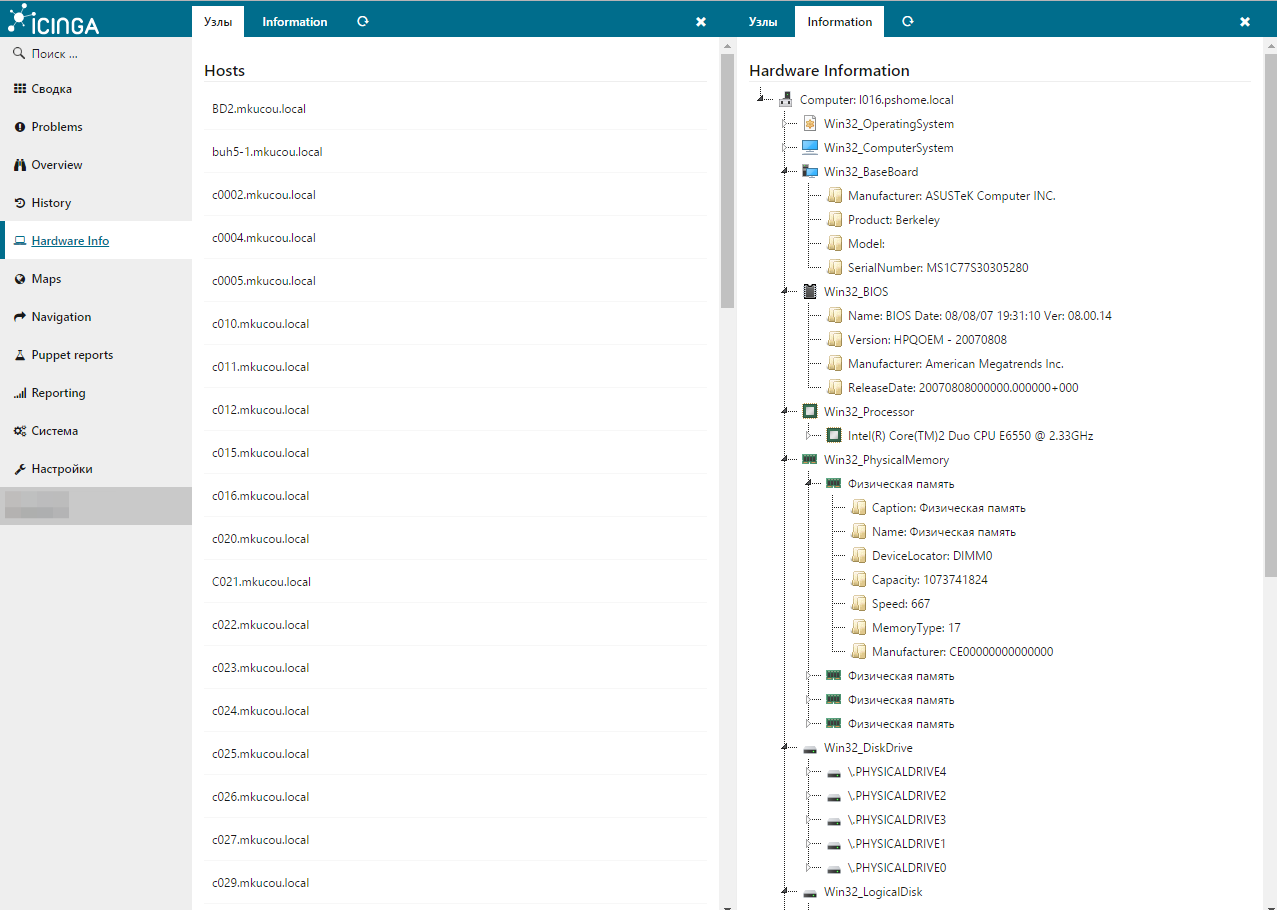 iCINGA
Поиск ...
Сводка
Problems
Overview
History
Hardware Info
Maps
Navigation
Puppet reports
Reporting
Система
Настройки
Узлы
Information
Hosts
BD2.mkucou.local
buh5-1.mkucou.local
c0002.mkucou.local
c0004.mkucou.local
c0005.mkucou.local
c010.mkucou.local
c011.mkucou.local
c012.mkucou.local
c015.mkucou.local
c016.mkucou.local
c020.mkucou.local
C021.mkucou.local
c022.mkucou.local
c023.mkucou.local
c024.mkucou.local
c025.mkucou.local
c026.mkucou.local
c027.mkucou.local
c029.mkucou.local
Узлы
Information
Hardware Information
Computer: l016.pshome.local
Win32_OperatingSystem
Win32_ComputerSystem
Win32_BaseBoard
Manufacturer: ASUSTeK Computer INC.
Product: Berkeley
Model:
SerialNumber: MS1C77S30305280
Win32_BIOS
Name: BIOS Date: 08/08/07 19:31:10 Ver: 08.00.14
Version: HPQOEM - 20070808
Manufacturer: American Megatrends Inc.
ReleaseDate: 20070808000000.000000+000
Win32_Processor
Intel(R) Core(TM)2 Duo CPU E6550 @ 2.33GHz
Win32_PhysicalMemory
Физическая память
Caption: Физическая память
Name: Физическая память
DeviceLocator: DIMM0
Capacity: 1073741824
Speed: 667
MemoryType: 17
Manufacturer: CE00000000000000
Физическая память
Физическая память
Физическая память
Win32_DiskDrive
\.PHYSICALDRIVE4
\.PHYSICALDRIVE2
\.PHYSICALDRIVE3
\.PHYSICALDRIVE1
\.PHYSICALDRIVE0
Win32_LogicalDisk